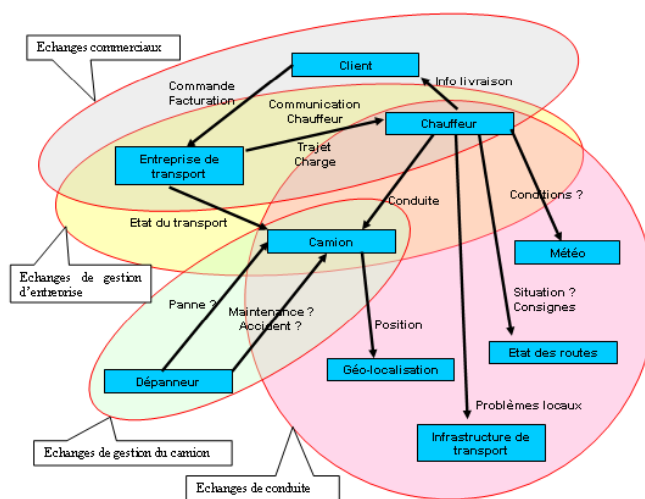 Echanges commerciaux
Client
Commande
Facturation
Info livraison
Communication
Chauffeur
Chauffeur
Entreprise de
transport
Trajet
Charge
Conduite
Conditions ?
Etat du transport
Camion
Météo
Echanges de gestion
d'entreprise
Panne ?
Maintenance ?
Accident ?
Situation ?
Consignes
Position
Etat des routes
Dépanneur
Géo-localisation
Problèmes locaux
Infrastructure de
transport
Echanges de gestion du camion
Echanges de conduite